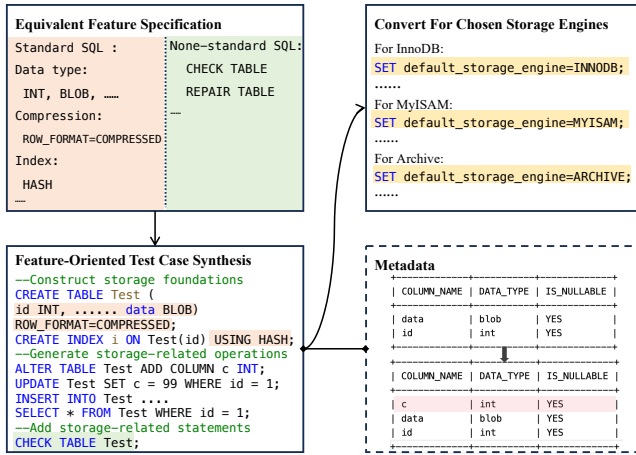 Equivalent Feature Specification
Standard SQL :
Data type:
INT, BLOB, ……
Compression:
ROW_FORMAT=COMPRESSED
Index:
HASH
……
None-standard SQL:
CHECK TABLE
REPAIR TABLE
……
Convert For Chosen Storage Engines
For InnoDB:
SET default_storage_engine=INNODB;
……
For MyISAM:
SET default_storage_engine=MYISAM;
……
For Archive:
SET default_storage_engine=ARCHIVE;
……
Feature-Oriented Test Case Synthesis
--Construct storage foundations
CREATE TABLE Test (
id INT, ...... data BLOB)
ROW_FORMAT=COMPRESSED;
CREATE INDEX i ON Test(id) USING HASH;
--Generate storage-related operations
ALTER TABLE Test ADD COLUMN c INT;
UPDATE Test SET c = 99 WHERE id = 1;
INSERT INTO Test ....
SELECT * FROM Test WHERE id = 1;
--Add storage-related statements
CHECK TABLE Test;
Metadata
+---------------+-------------+---------------+
| COLUMN_NAME | DATA_TYPE | IS_NULLABLE |
+---------------+-------------+---------------+
| data | blob | YES
| id | int | YES
+---------------+-------------+---------------+
+---------------+-------------+---------------+
| COLUMN_NAME | DATA_TYPE | IS_NULLABLE |
+---------------+-------------+---------------+
| c | int | YES
| data | blob | YES
| id | int | YES
+---------------+-------------+---------------+